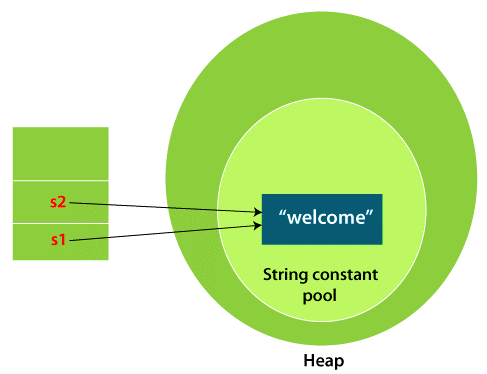 s2
s1
“welcome”
String constant
pool
Heap